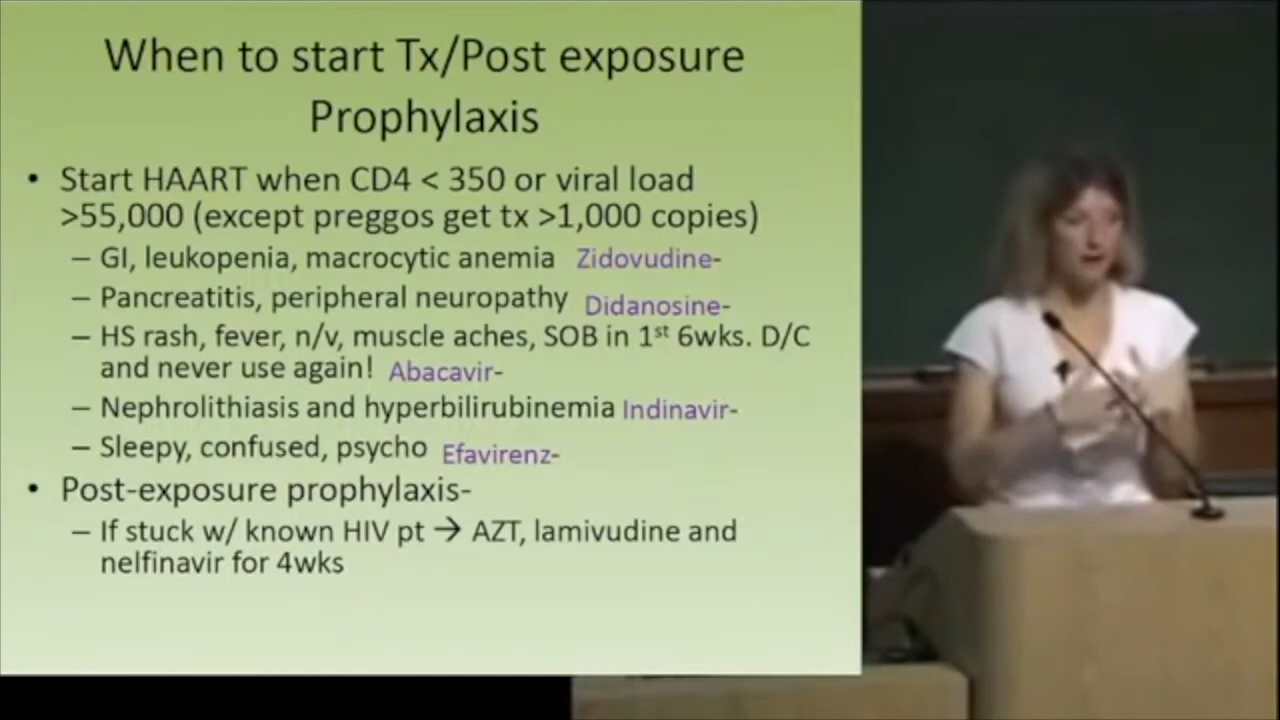 When to start Tx/Post exposure
Prophylaxis
• Start HAART when CD4 < 350 or viral load
>55,000 (except preggos get tx >1,000 copies)
– GI, leukopenia, macrocytic anemia Zidovudine-
– Pancreatitis, peripheral neuropathy Didanosine-
– HS rash, fever, n/v, muscle aches, SOB in 1st 6wks. D/C
and never use again! Abacavir-
– Nephrolithiasis and hyperbilirubinemia Indinavir-
– Sleepy, confused, psycho Efavirenz-
• Post-exposure prophylaxis-
– If stuck w/ known HIV pt → AZT, lamivudine and
nelfinavir for 4wks